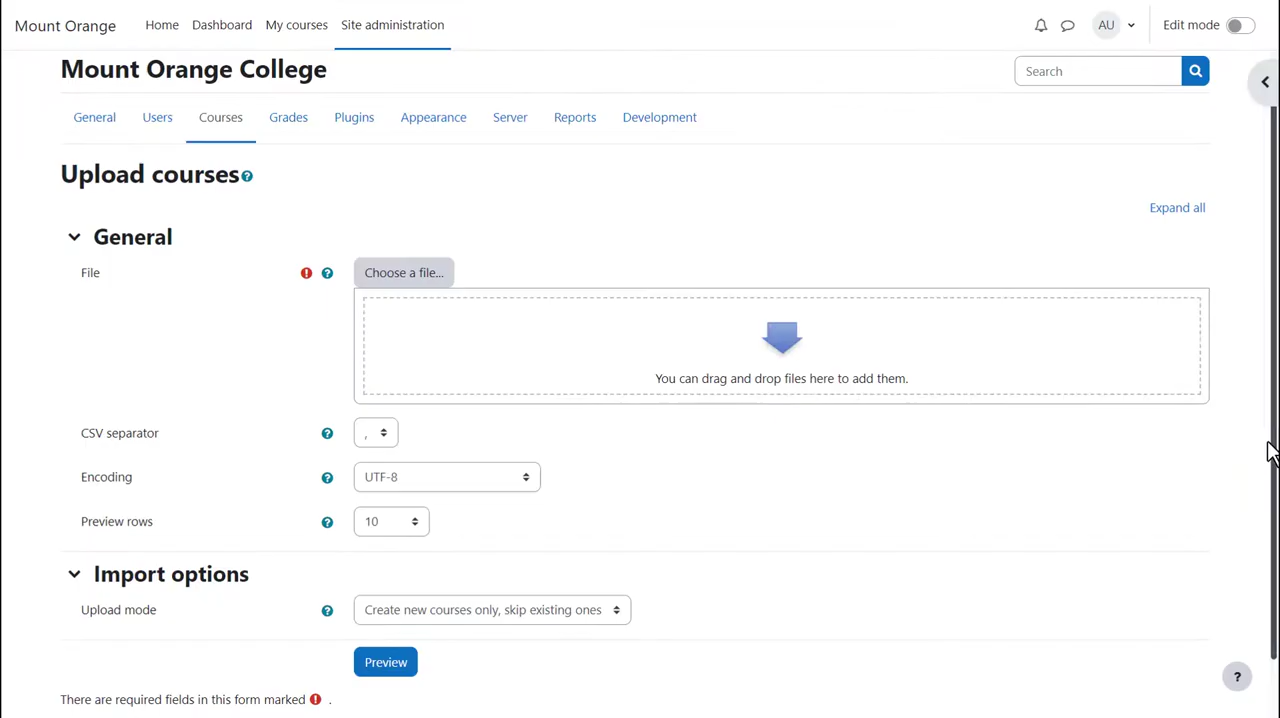 Mount Orange Home Dashboard My courses Site administration AU Edit mode
Mount Orange College Search
General Users Courses Grades Plugins Appearance Server Reports Development
Upload courses ?
Expand all
General
File ! ? Choose a file...
You can drag and drop files here to add them.
CSV separator ? ,
Encoding ? UTF-8
Preview rows ? 10
Import options
Upload mode ? Create new courses only, skip existing ones
Preview
?
There are required fields in this form marked ! .